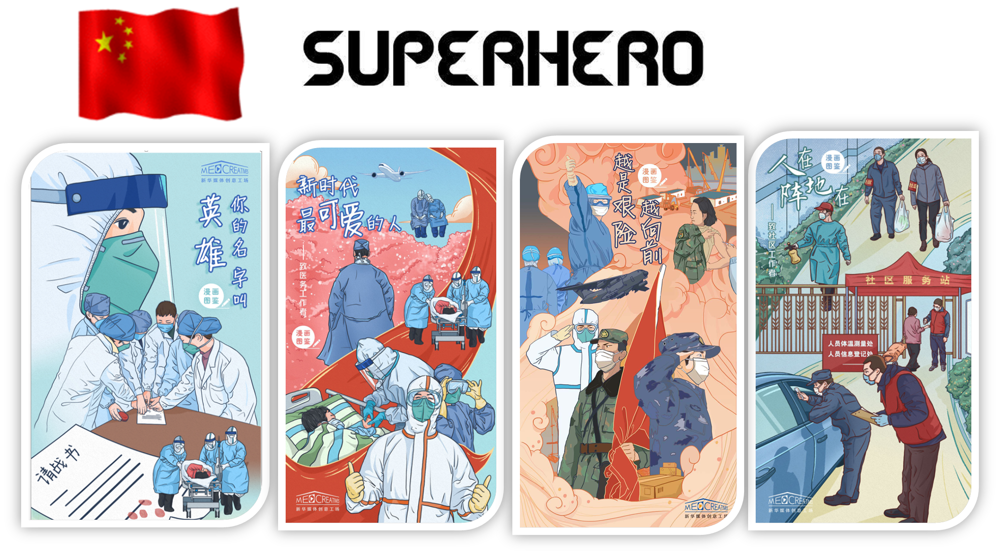 SUPERHERO
MEDCREATIVES
新华媒体创意工场
你的名字叫
英雄
漫画
图鉴
请战书
新时代
最可爱的人
——致医务工作者
漫画
图鉴
MEDCREATIVES
新华媒体创意工场
越是艰险
越向前
漫画
图鉴
MEDCREATIVES
新华媒体创意工场
人在
阵地在
漫画
图鉴
——致社区工作者
社区服务站
人员体温测量处
人员信息登记处
MEDCREATIVES
新华媒体创意工场